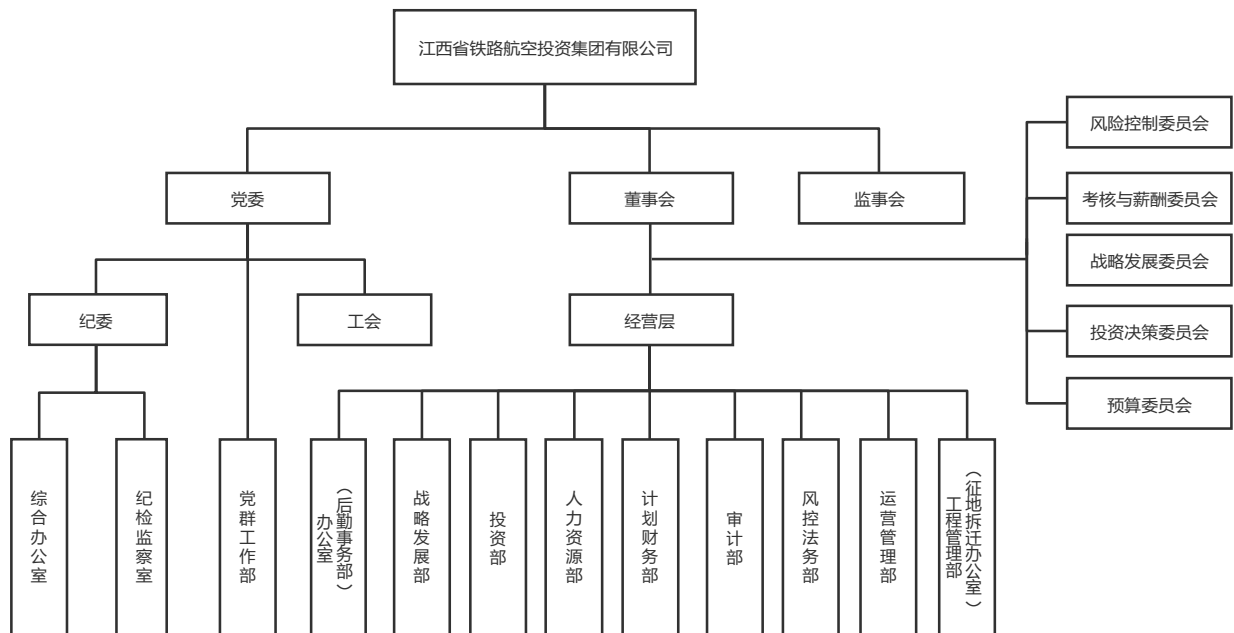 江西省铁路航空投资集团有限公司
风险控制委员会
党委
董事会
监事会
考核与薪酬委员会
战略发展委员会
纪委
工会
经营层
投资决策委员会
预算委员会
综合办公室
纪检监察室
党群工作部
办公室
（后勤事务部）
战略发展部
投资部
人力资源部
计划财务部
审计部
风控法务部
运营管理部
工程管理部
（征地拆迁办公室）